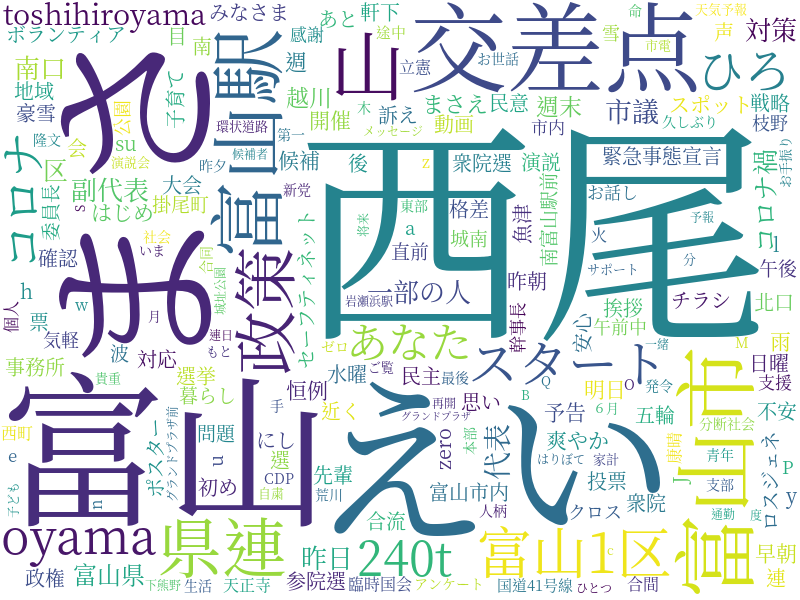 toshihiroyama みなさま あと 軒下 交差点 天気予報 命 声 対策
ボランティア 目 南 感謝 途中 雪 市電
南口 駅 週 山 立憲 お世話 ひろ
地域 子育て 越川 訴え まさえ 民意 週末 市議 スポット 戦略
豪雪 公園 開催 動画 久しぶり 枝野
隆文 会 su 環状道路 第一 メッセージ 市内
コロナ 区 演説会 候補者 候補 後 Z 衆院選 演説 緊急事態宣言 コロナ禍 お手振り
さ 副代表 昨夕 大会 新党 格差 お話し
委員長 はじめ 掛尾町 富山 東部 a 城南 魚津 南富山駅前 火 予報 l
s 社会 将来 直前 昨朝 分
ま 確認 いま 合同 セーフティネット 西尾 サポート 午後
個人 h w 政策 城址公園 岩瀬浜駅 一部の人 幹事長 挨拶 チラシ 北口
票 月 連日 あなた 午前中
気軽 波 対応 もと ゼロ ご覧 スタート 安心 一緒 M 雨
事務所 貴重 選挙 恒例 水曜 民主 最後 思い Q 明日 O 発令 日曜 支援
富山 暮らし 近く 手 再開 予告 B 6月 五輪 分断社会 不安
西町 ポスター グランドプラザ前 問題 にし グランドプラザ えい 代表 爽やか 康晴 青年 富山市 ロスジェネ
e u 選 先輩 zero 本部 はりぼて 家計 J P
子ども n 初め CDP 富山市内 投票 支部 y
oyama 県連 自粛 荒川 人柄 クロス 衆院 通勤 度
昨日 240t 合流 富山1区 c 早朝
政権 富山県 下熊野 生活 天正寺 参院選 臨時国会 アンケート 国道41号線 ひとつ 合間 連